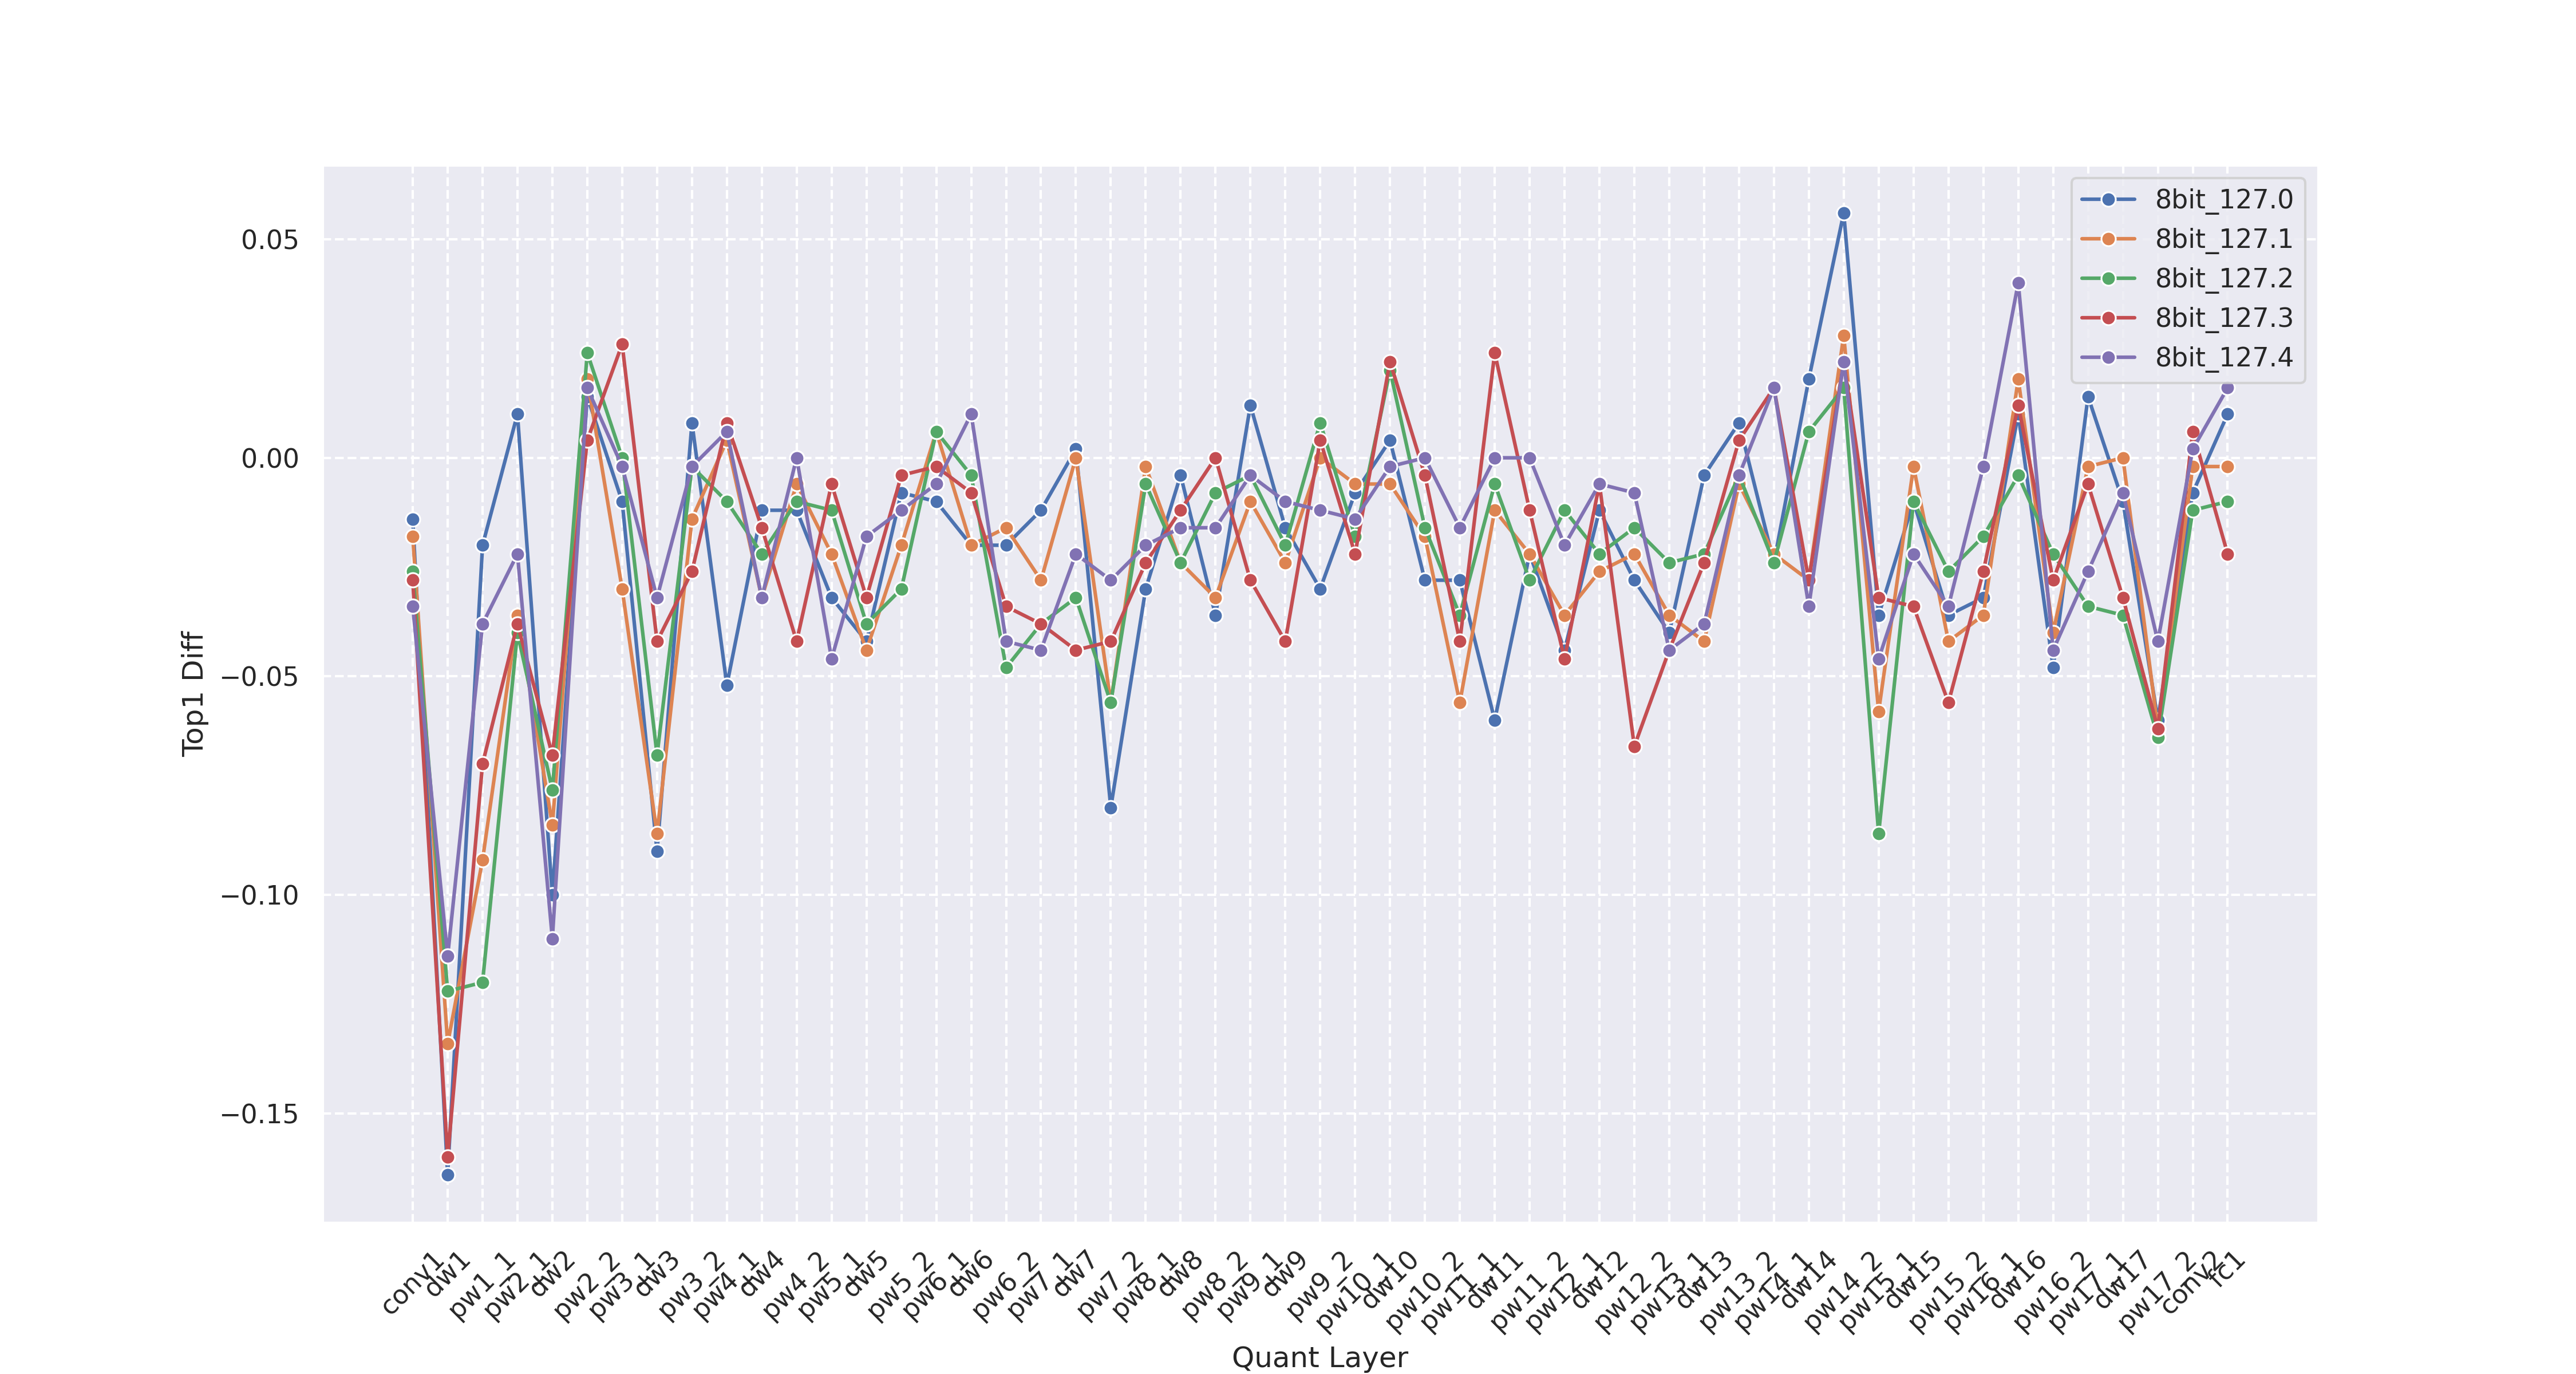 8bit_127.0
8bit_127.1
8bit_127.2
8bit_127.3
8bit_127.4
0.05
0.00
−0.05
−0.10
−0.15
Top1 Diff
conv1
dw1
pw1_1
pw2_1
dw2
pw2_2
pw3_1
dw3
pw3_2
pw4_1
dw4
pw4_2
pw5_1
dw5
pw5_2
pw6_1
dw6
pw6_2
pw7_1
dw7
pw7_2
pw8_1
dw8
pw8_2
pw9_1
dw9
pw9_2
pw10_1
dw10
pw10_2
pw11_1
dw11
pw11_2
pw12_1
dw12
pw12_2
pw13_1
dw13
pw13_2
pw14_1
dw14
pw14_2
pw15_1
dw15
pw15_2
pw16_1
dw16
pw16_2
pw17_1
dw17
pw17_2
conv2
fc1
Quant Layer